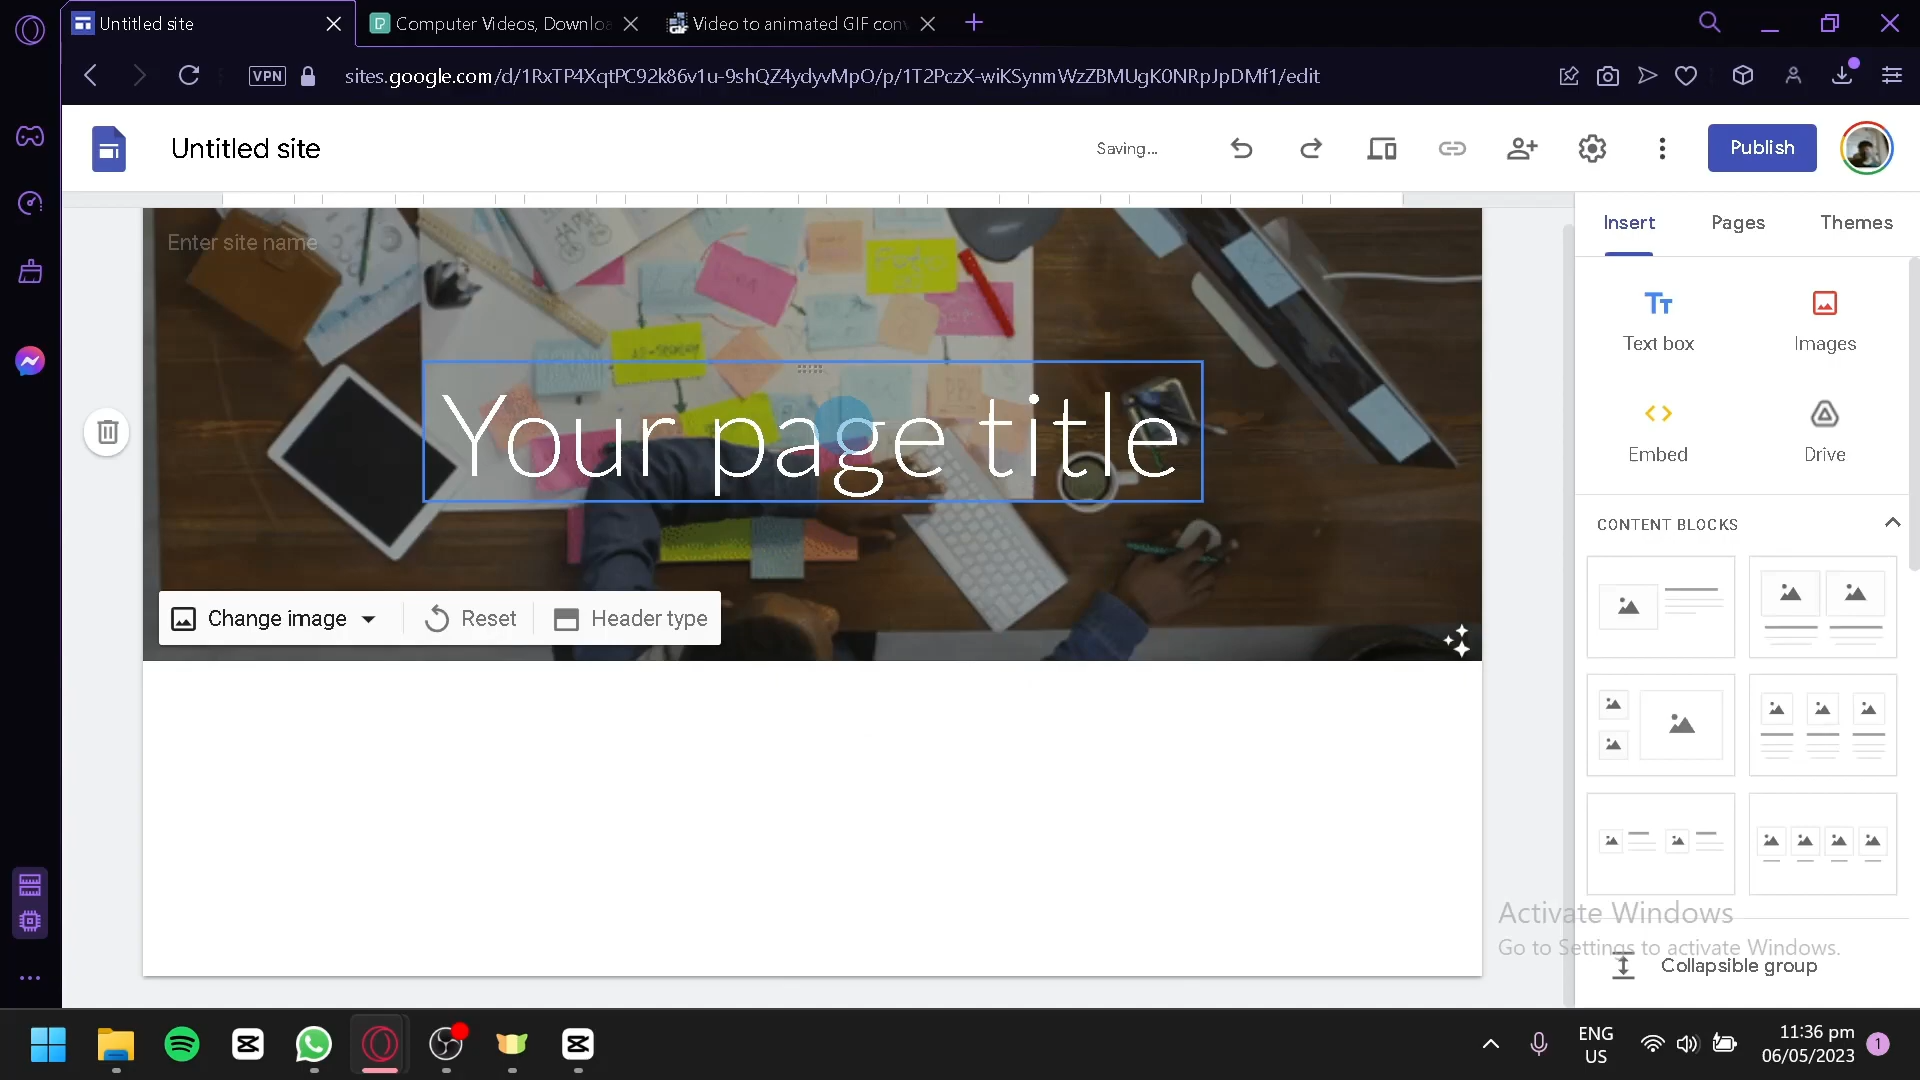 Untitled site
Computer Videos, Downloa
Video to animated GIF conv
VPN
sites.google.com/d/1RxTP4XqtPC92k86v1u-9shQZ4ydyvMpO/p/1T2PczX-wiKSynmWzZBMUgK0NRpJpDMf1/edit
Untitled site
Saving...
Publish
Insert
Pages
Themes
Enter site name
Your page title
Text box
Images
Embed
Drive
CONTENT BLOCKS
Change image
Reset
Header type
Activate Windows
Go to Settings to activate Windows.
Collapsible group
ENG
US
11:36 pm
06/05/2023
1